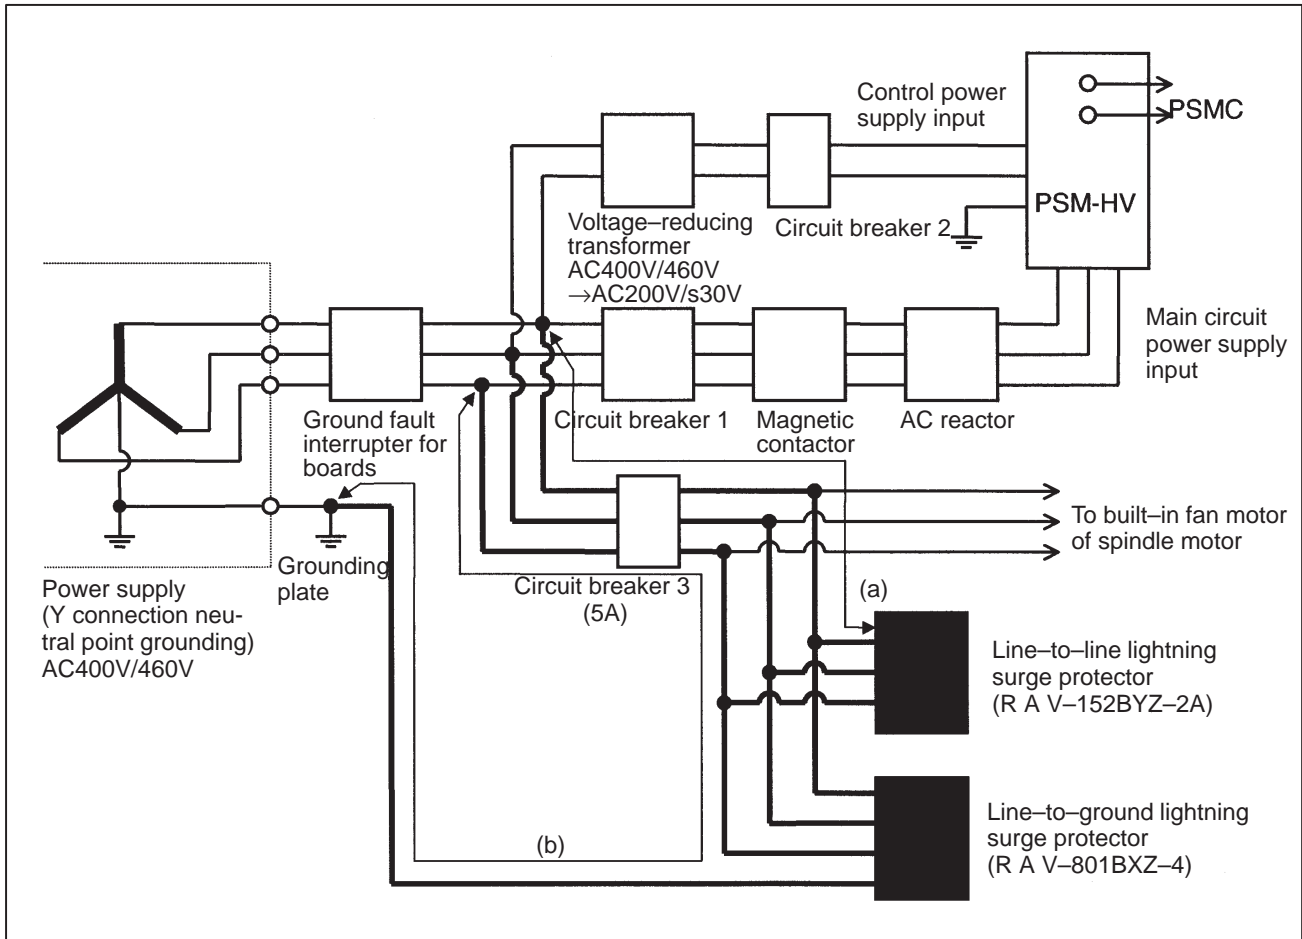 Control power
supply input
PSMC
PSM-HV
Voltage–reducing
transformer
AC400V/460V
→AC200V/s30V
Circuit breaker 2
Main circuit
power supply
input
Ground fault
interrupter for
boards
Circuit breaker 1
Magnetic
contactor
AC reactor
Grounding
plate
Circuit breaker 3
(5A)
To built–in fan motor
of spindle motor
Power supply
(Y connection neu-
tral point grounding)
AC400V/460V
(a)
Line–to–line lightning
surge protector
(R A V–152BYZ–2A)
(b)
Line–to–ground lightning
surge protector
(R A V–801BXZ–4)